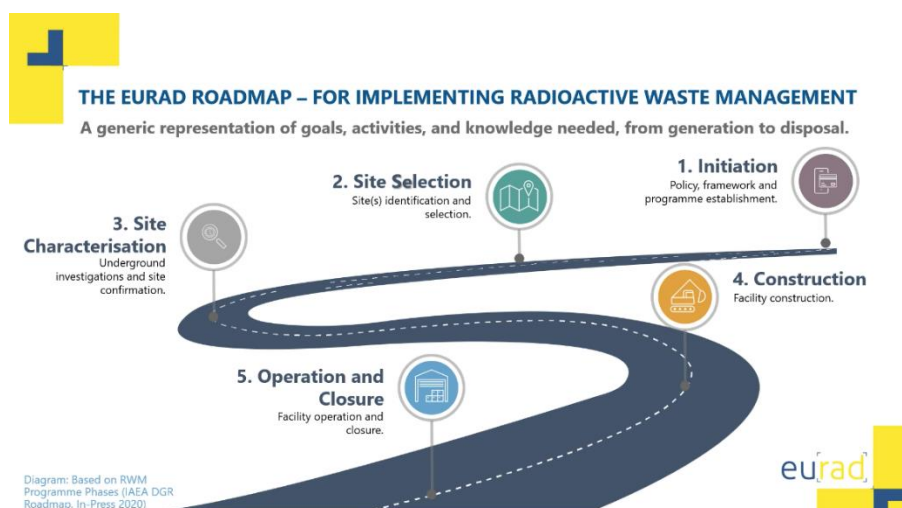 THE EURAD ROADMAP – FOR IMPLEMENTING RADIOACTIVE WASTE MANAGEMENT
A generic representation of goals, activities, and knowledge needed, from generation to disposal.
1. Initiation
Policy, framework and
programme establishment.
2. Site Selection
Site(s) identification and
selection.
3. Site
Characterisation
Underground
investigations and site
confirmation.
4. Construction
Facility construction.
5. Operation and
Closure
Facility operation and
closure.
Diagram: Based on RWM
Programme Phases (IAEA DGR
Roadmap, In-Press 2020)
eurad